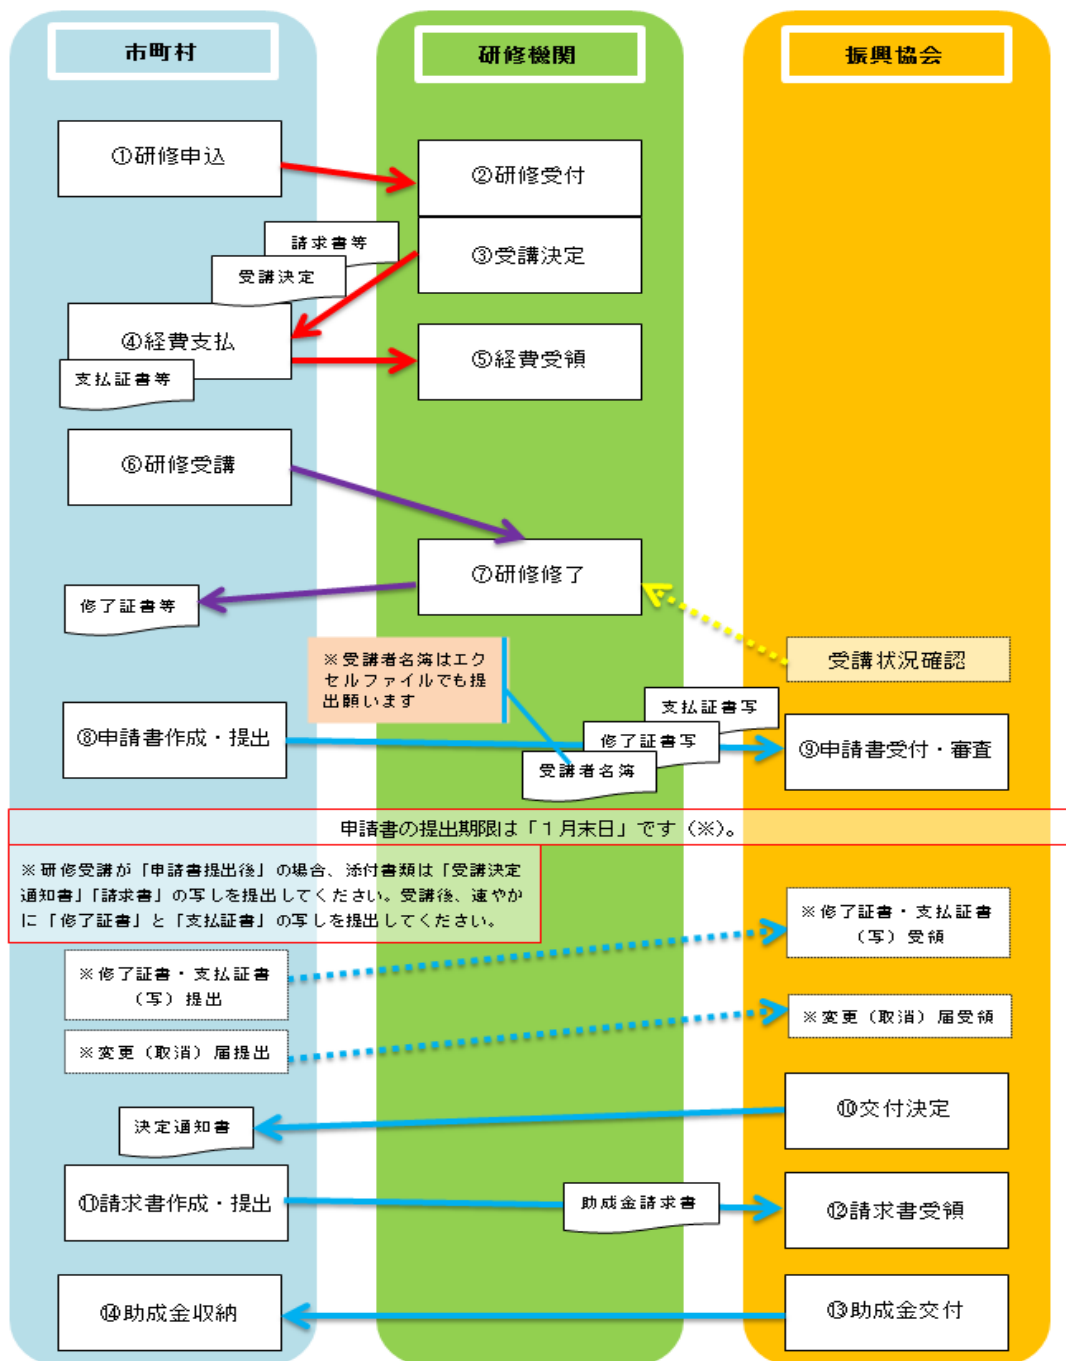 市町村
研修機関
振興協会
①研修申込
②研修受付
請求書等
受講決定
③受講決定
④経費支払
支払証書等
⑤経費受領
⑥研修受講
⑦研修修了
修了証書等
受講状況確認
※受講者名簿はエク
セルファイルでも提
出願います
⑧申請書作成・提出
支払証書写
修了証書写
受講者名簿
⑨申請書受付・審査
申請書の提出期限は「１月末日」です（※）。
※研修受講が「申請書提出後」の場合、添付書類は「受講決定
通知書」「請求書」の写しを提出してください。受講後、速やか
に「修了証書」と「支払証書」の写しを提出してください。
※修了証書・支払証書
（写）受領
※修了証書・支払証書
（写）提出
※変更（取消）届受領
※変更（取消）届提出
⑩交付決定
決定通知書
⑪請求書作成・提出
助成金請求書
⑫請求書受領
⑭助成金収納
⑬助成金交付